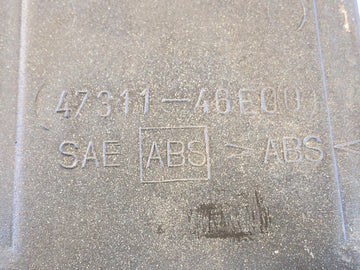 (47311-46E00)
SAE ABS > ABS <